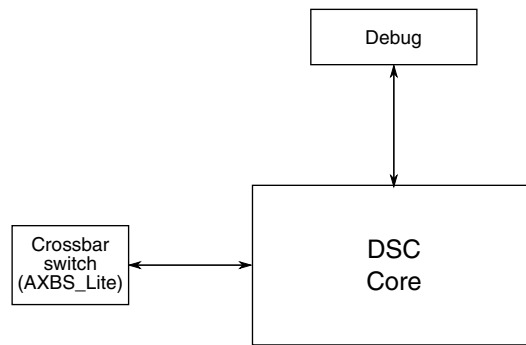 Debug
Crossbar
switch
(AXBS_Lite)
DSC
Core